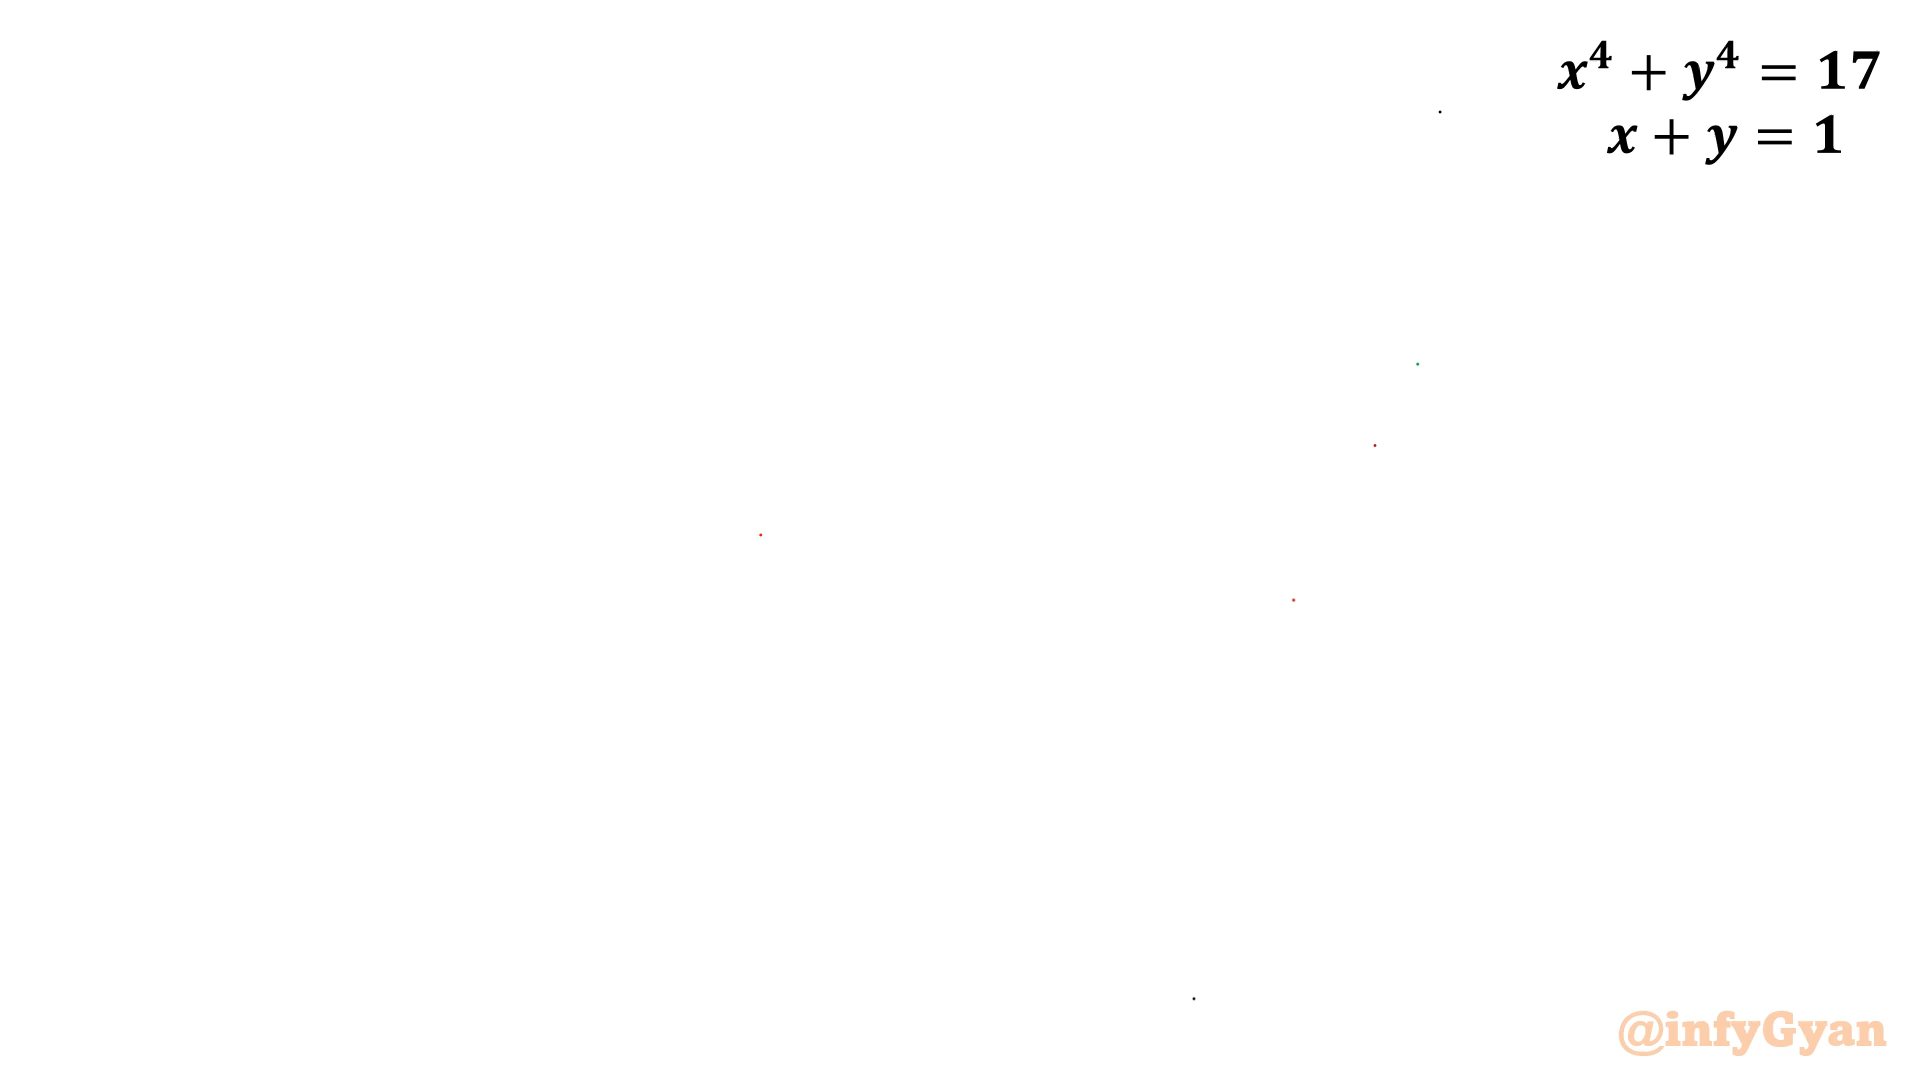 x⁴ + y⁴ = 17
x + y = 1
@infyGyan